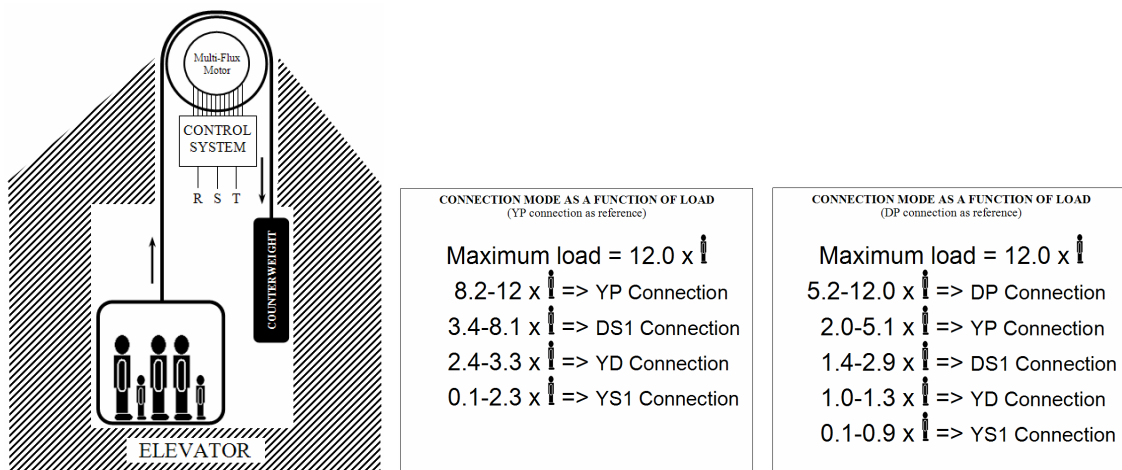 Multi-Flux
Motor
CONTROL
SYSTEM
R S T
COUNTERWEIGHT
ELEVATOR
CONNECTION MODE AS A FUNCTION OF LOAD
(YP connection as reference)
Maximum load = 12.0 x
8.2-12 x => YP Connection
3.4-8.1 x => DS1 Connection
2.4-3.3 x => YD Connection
0.1-2.3 x => YS1 Connection
CONNECTION MODE AS A FUNCTION OF LOAD
(DP connection as reference)
Maximum load = 12.0 x
5.2-12.0 x => DP Connection
2.0-5.1 x => YP Connection
1.4-2.9 x => DS1 Connection
1.0-1.3 x => YD Connection
0.1-0.9 x => YS1 Connection